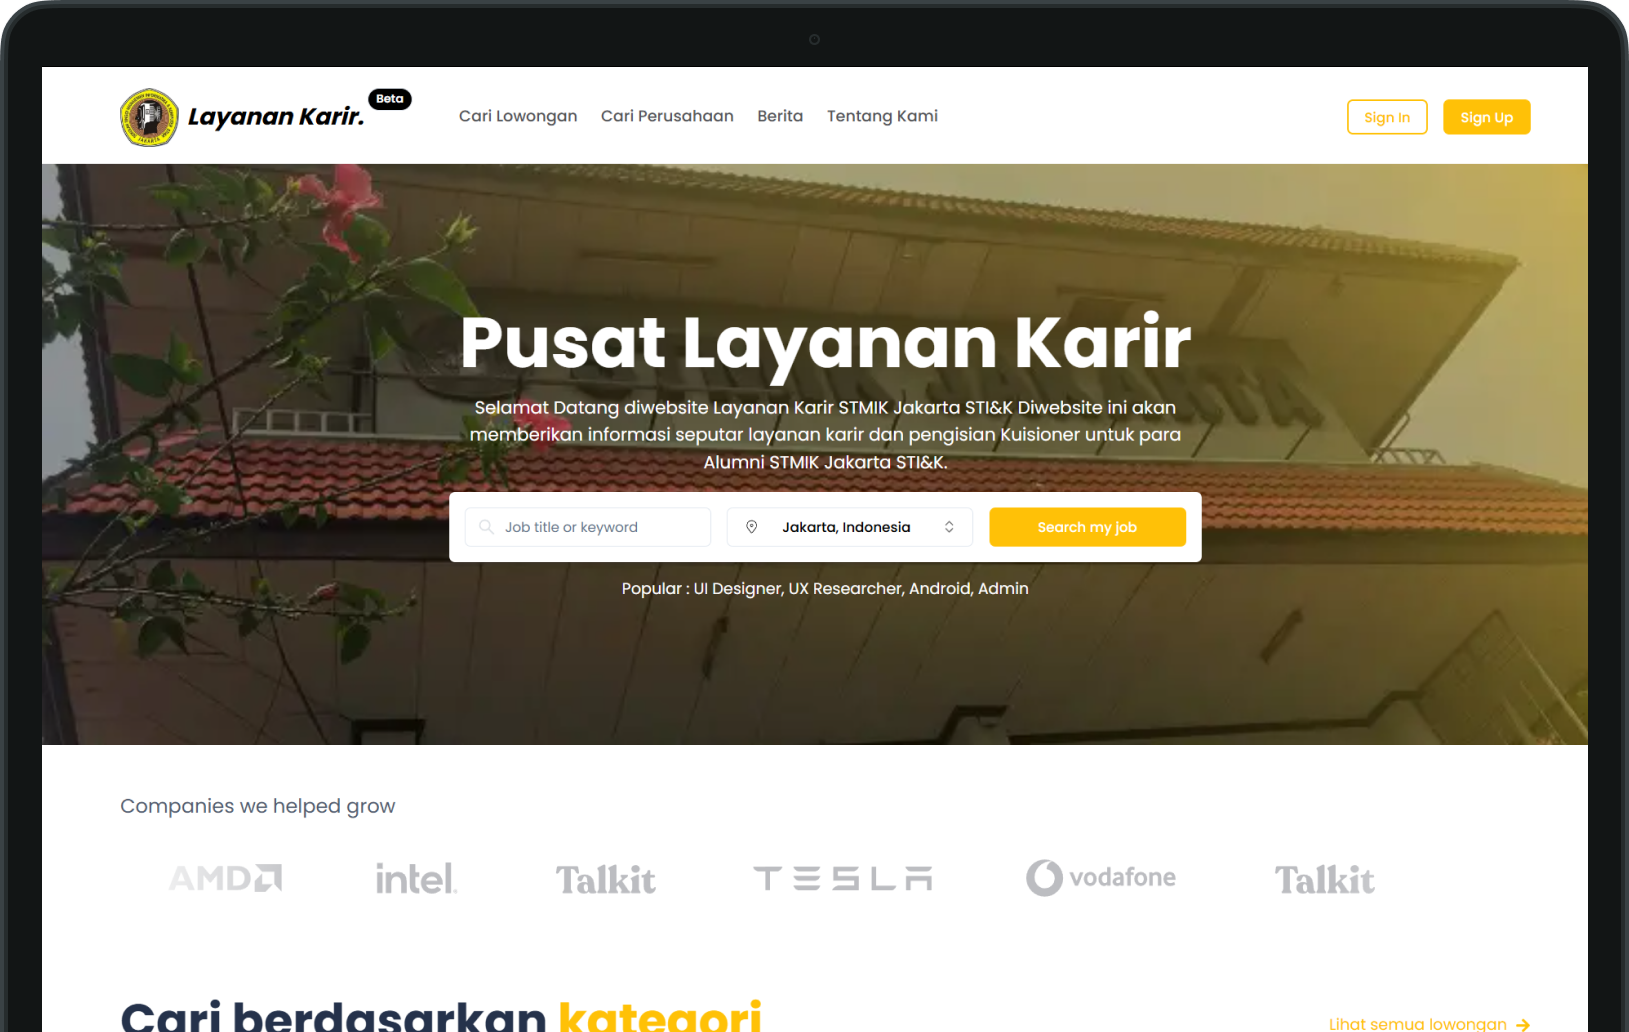 Layanan Karir.
Beta
Cari Lowongan
Cari Perusahaan
Berita
Tentang Kami
Sign In
Sign Up
Pusat Layanan Karir
Selamat Datang diwebsite Layanan Karir STMIK Jakarta STI&K Diwebsite ini akan
memberikan informasi seputar layanan karir dan pengisian Kuisioner untuk para
Alumni STMIK Jakarta STI&K.
Job title or keyword
Jakarta, Indonesia
Search my job
Popular : UI Designer, UX Researcher, Android, Admin
Companies we helped grow
AMD
intel.
Talkit
TESLA
vodafone
Talkit
Cari berdasarkan kategori
Lihat semua lowongan